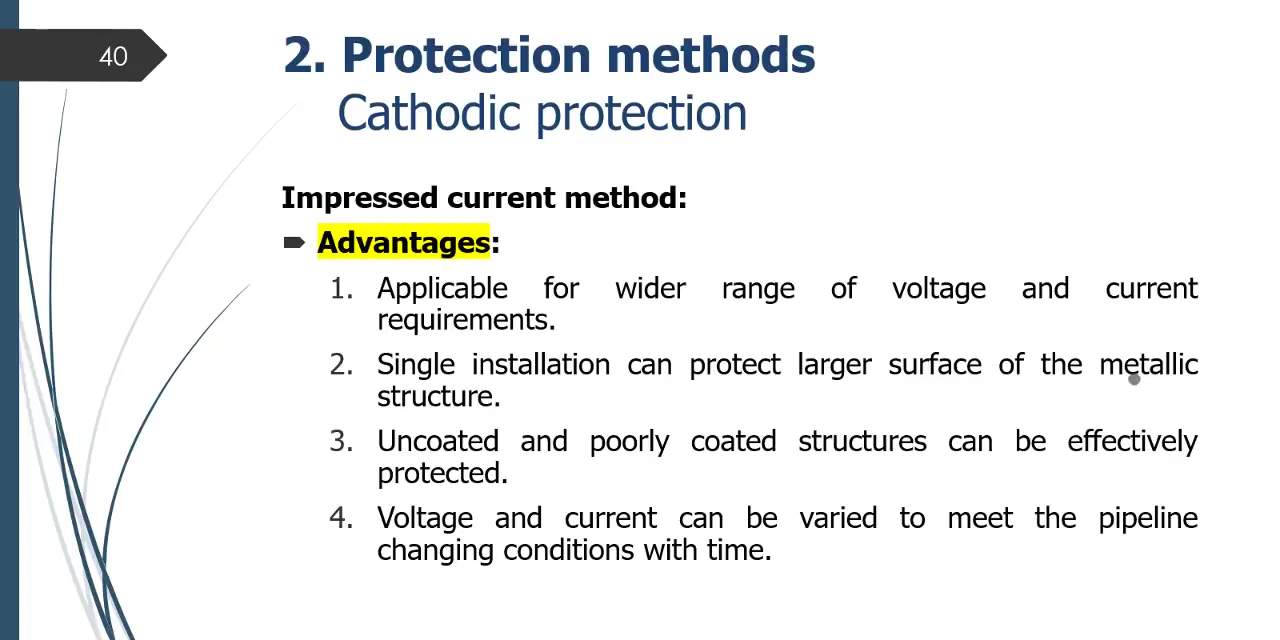 40
2. Protection methods
Cathodic protection
Impressed current method:
Advantages:
1. Applicable for wider range of voltage and current
requirements.
2. Single installation can protect larger surface of the metallic
structure.
3. Uncoated and poorly coated structures can be effectively
protected.
4. Voltage and current can be varied to meet the pipeline
changing conditions with time.